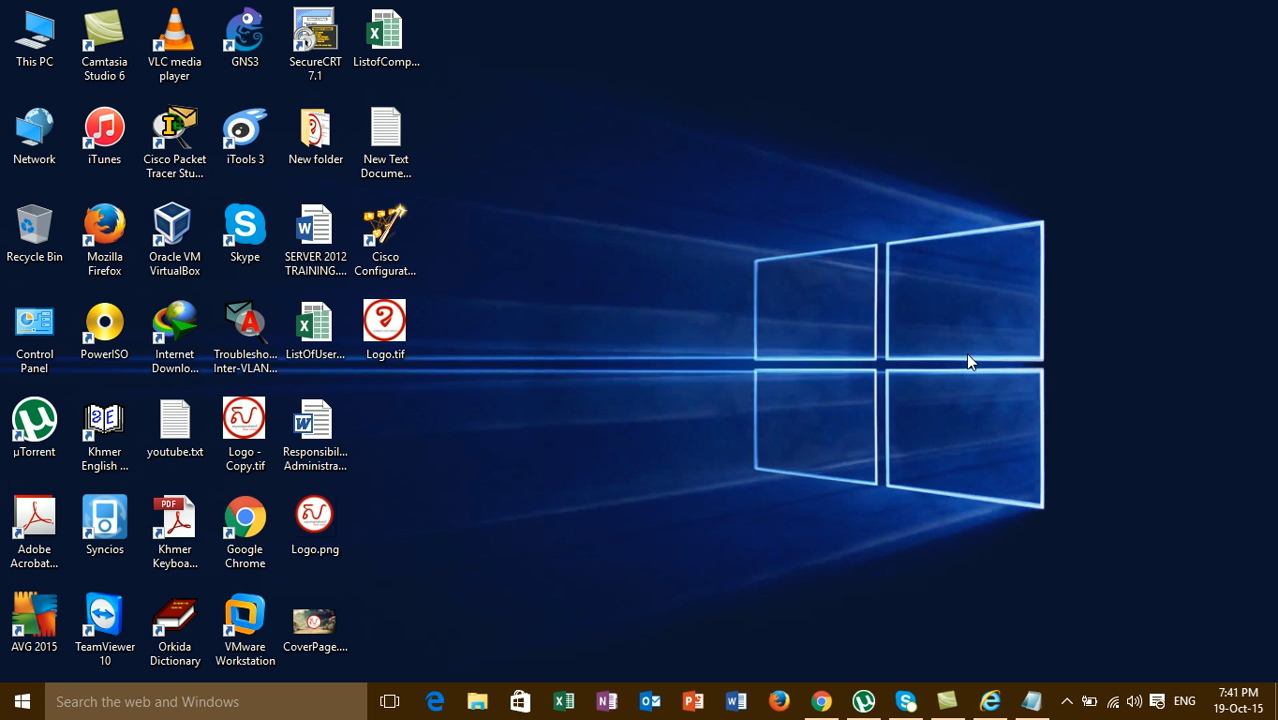 This PC
Camtasia Studio 6
VLC media player
GNS3
SecureCRT 7.1
ListofComp...
Network
iTunes
Cisco Packet Tracer Stu...
iTools 3
New folder
New Text Docume...
Recycle Bin
Mozilla Firefox
Oracle VM VirtualBox
Skype
SERVER 2012 TRAINING....
Cisco Configurat...
Control Panel
PowerISO
Internet Downlo...
Troublesho... Inter-VLAN...
ListOfUser...
Logo.tif
µTorrent
Khmer English ...
youtube.txt
Logo - Copy.tif
Responsibil... Administra...
Adobe Acrobat...
Syncios
PDF
Khmer Keyboa...
Google Chrome
Logo.png
AVG 2015
TeamViewer 10
Orkida Dictionary
VMware Workstation
CoverPage....
Search the web and Windows
ENG
7:41 PM
19-Oct-15